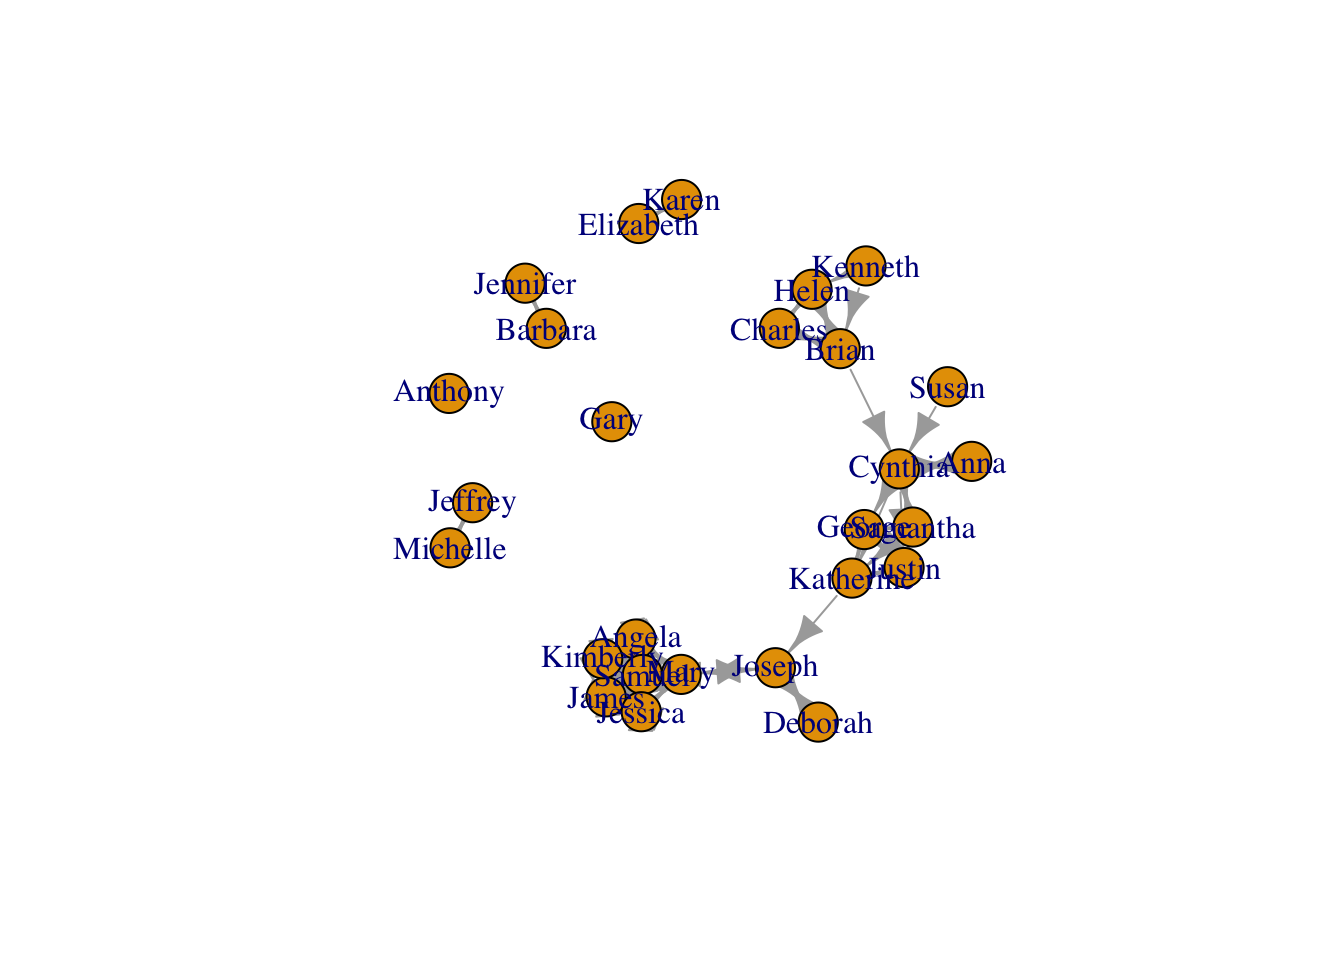 Karen
Elizabeth
Kenneth
Jennifer
Helen
Barbara
Charles
Brian
Anthony
Susan
Gary
Cynthia
Anna
Jeffrey
George
Samantha
Michelle
Justin
Katherine
Angela
Kimberly
Joseph
Mary
Samuel
James
Jessica
Deborah